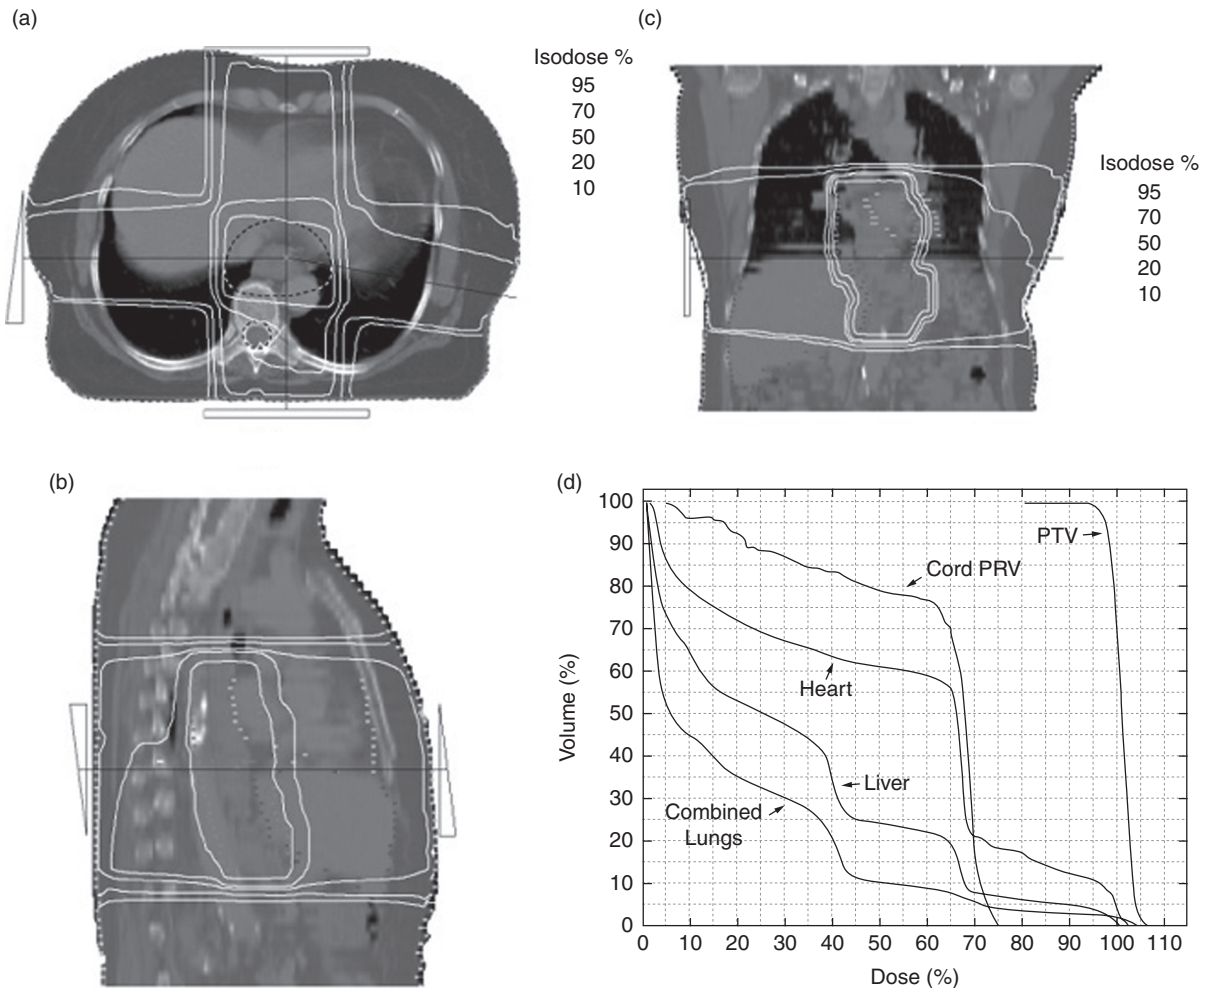 (a)
Isodose %
95
70
50
20
10
(c)
Isodose %
95
70
50
20
10
(b)
(d)
100
90
80
70
60
50
40
30
20
10
0
Volume (%)
PTV
Cord PRV
Heart
Liver
Combined
Lungs
0 10 20 30 40 50 60 70 80 90 100 110
Dose (%)